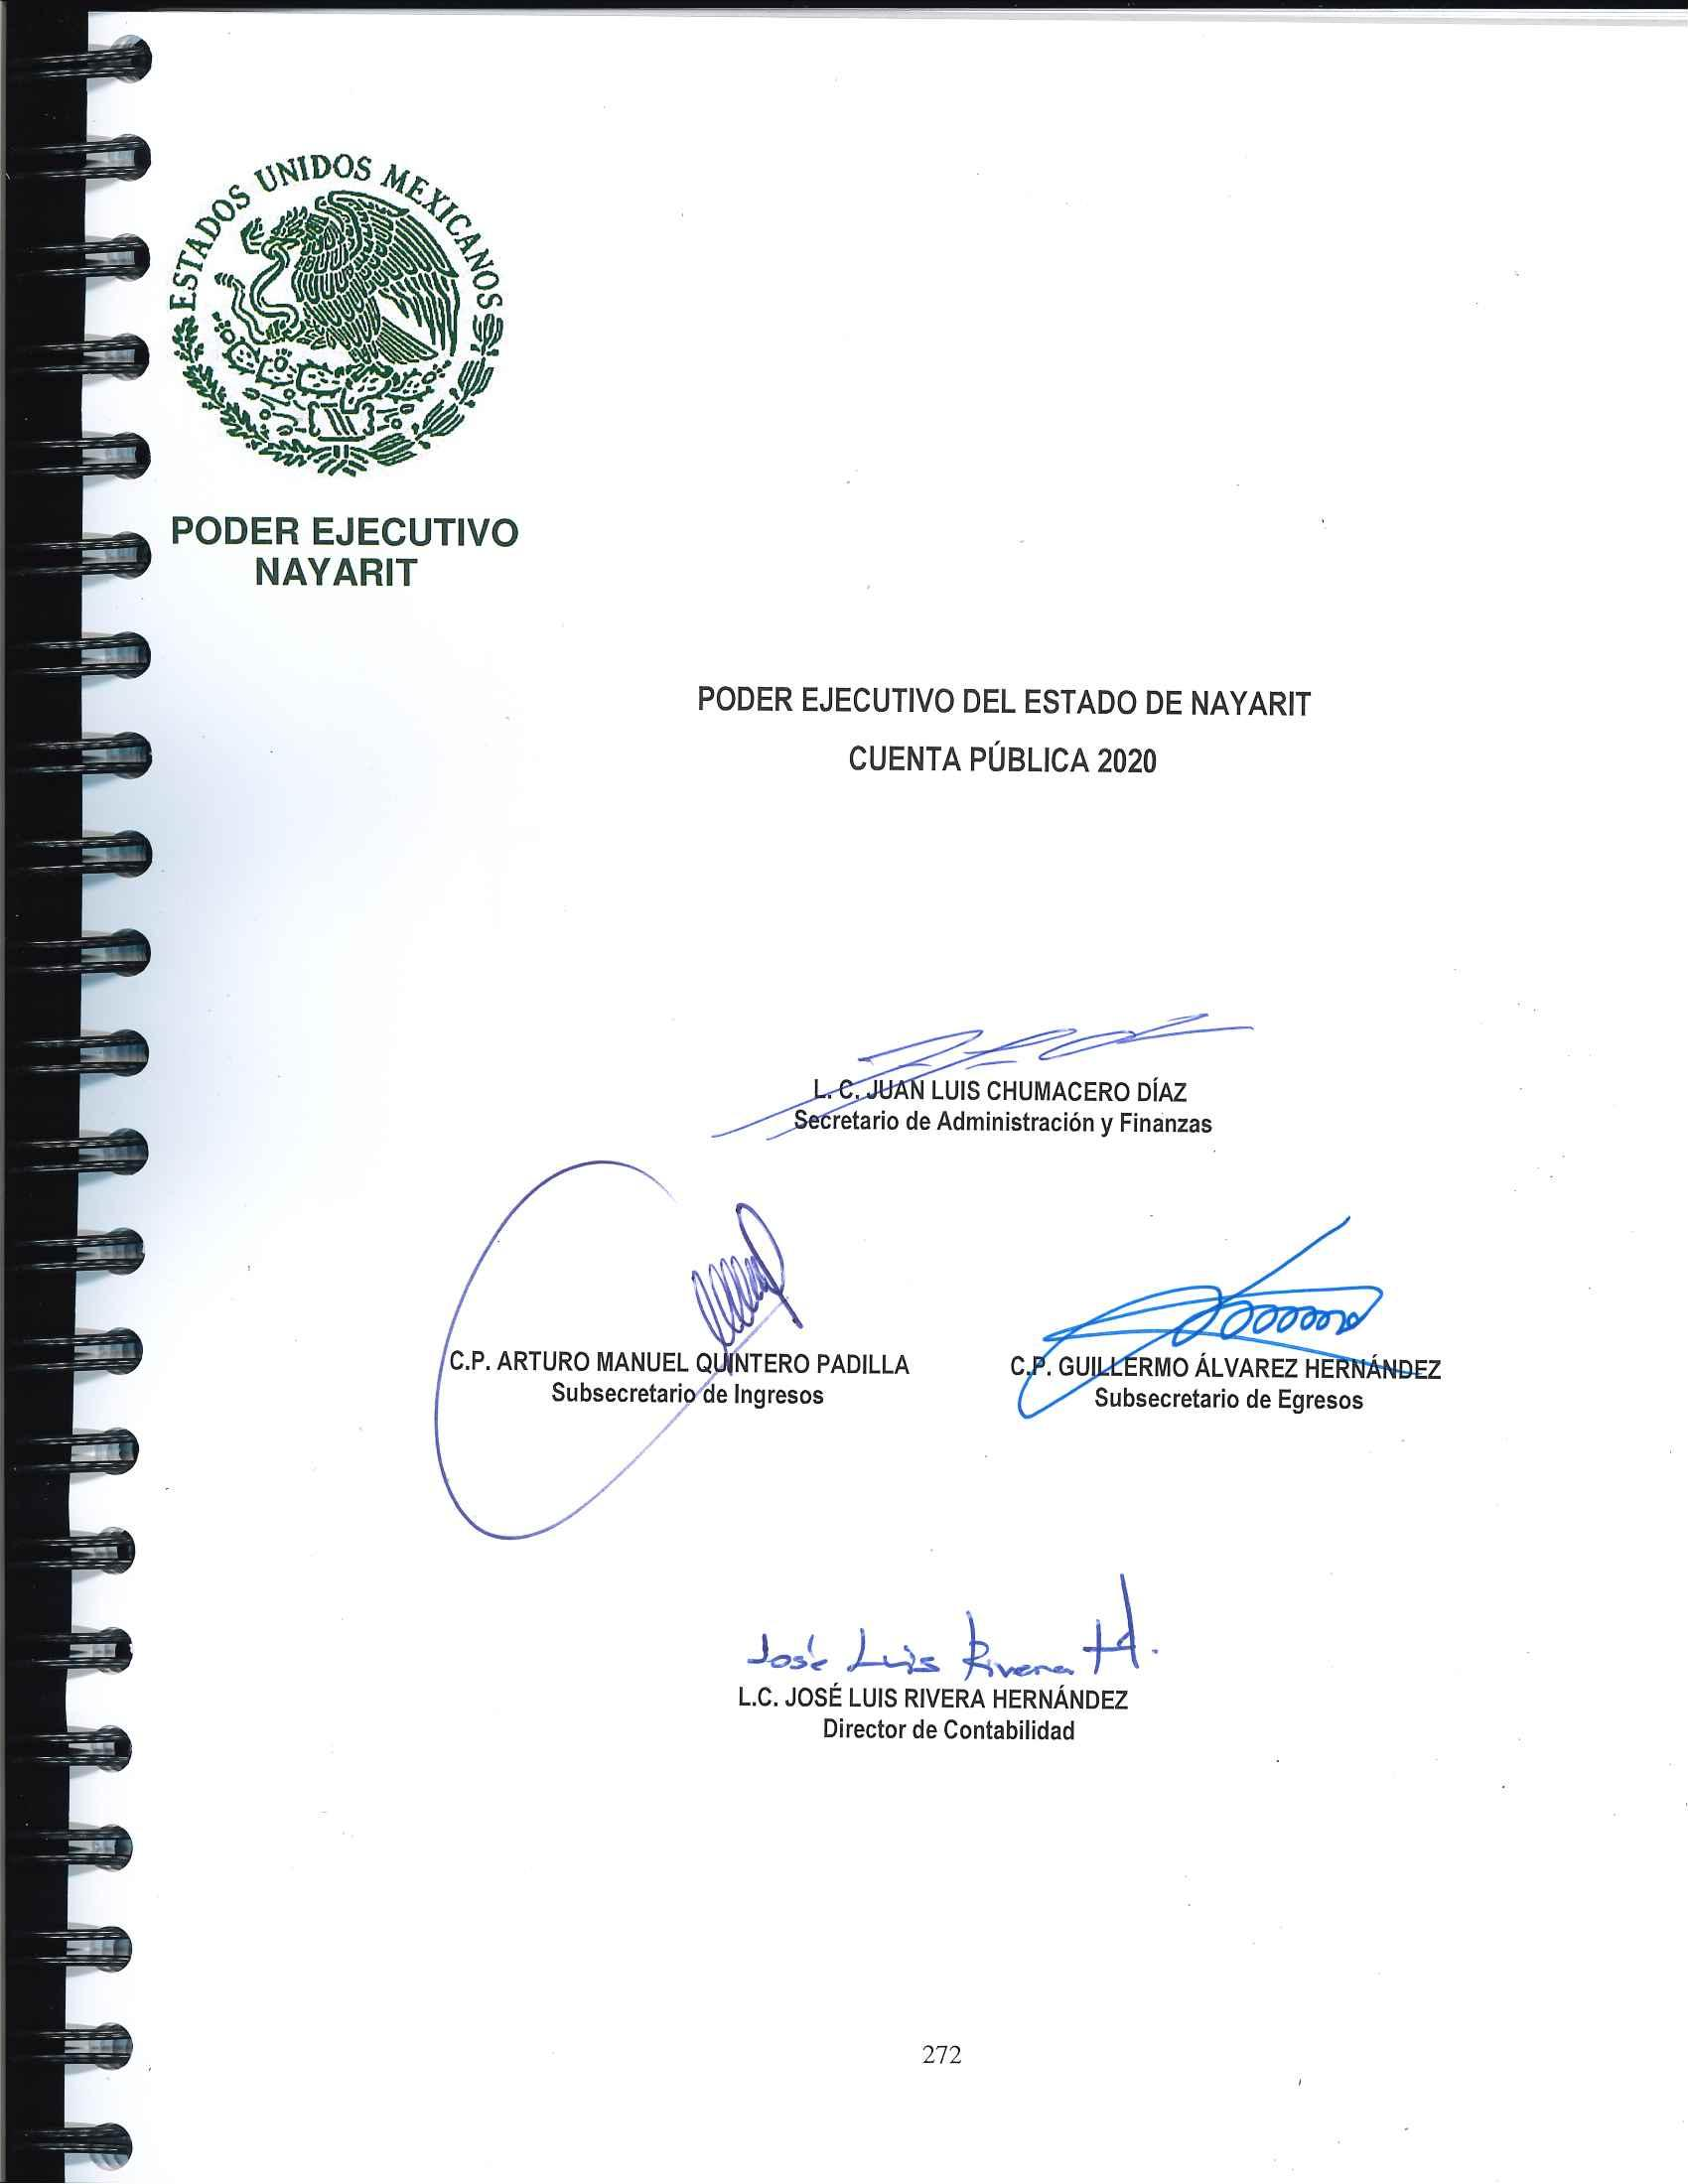 ESTADOS UNIDOS MEXICANOS
PODER EJECUTIVO
NAYARIT
PODER EJECUTIVO DEL ESTADO DE NAYARIT
CUENTA PÚBLICA 2020
L. C. JUAN LUIS CHUMACERO DÍAZ
Secretario de Administración y Finanzas
C.P. ARTURO MANUEL QUINTERO PADILLA
Subsecretario de Ingresos
C.P. GUILLERMO ÁLVAREZ HERNÁNDEZ
Subsecretario de Egresos
José Luis Rivera H.
L.C. JOSÉ LUIS RIVERA HERNÁNDEZ
Director de Contabilidad
272